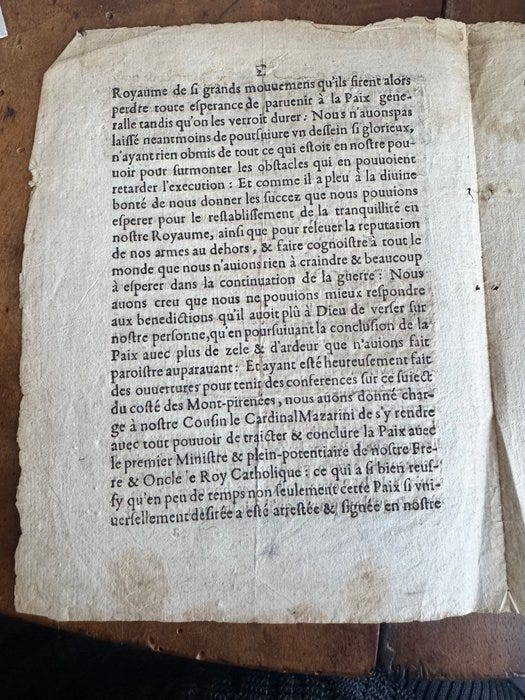 Royaume de ſi grands mouuemens qu'ils firent alors
perdre toute eſperance de paruenir à la Paix gene-
ralle tandis qu'on les verroit durer: Nous n'auonspas
laiſſé neantmoins de pourſuiure vn deſſein ſi glorieux,
n'ayant rien obmis de tout ce qui eſtoit en noſtre pou-
uoir pour ſurmonter les obſtacles qui en pouuoient
retarder l'execution: Et comme il a pleu à la diuine
bonté de nous donner les ſuccez que nous pouuions
eſperer pour le reſtabliſſement de la tranquillité en
noſtre Royaume, ainſi que pour réleuer la reputation
de nos armes au dehors, & faire cognoiſtre à tout le
monde que nous n'auions rien à craindre & beaucoup
à eſperer dans la continuation de la guerre: Nous
auons creu que nous ne pouuions mieux reſpondre
aux benedictions qu'il auoit plû à Dieu de verſer ſur
noſtre perſonne, qu'en pourſuiuant la concluſion de la
Paix auec plus de zele & d'ardeur que n'auions fait
paroiſtre auparauant: Et ayant eſté heureuſement fait
des ouuertures pour tenir des conferences ſur ce ſuiect
du coſté des Mont-pirenées, nous auons donné char-
ge à noſtre Couſin le Cardinal Mazarini de s'y rendre
auec tout pouuoir de traicter & conclure la Paix auec
le premier Miniſtre & plein-potentiaire de noſtre Fre-
re & Oncle e Roy Catholique: ce qui a ſi bien reuſ-
ſy qu'en peu de temps non ſeulement cette Paix ſi vni-
uerſellement deſirée a eſté arreſtée & ſignée en noſtre